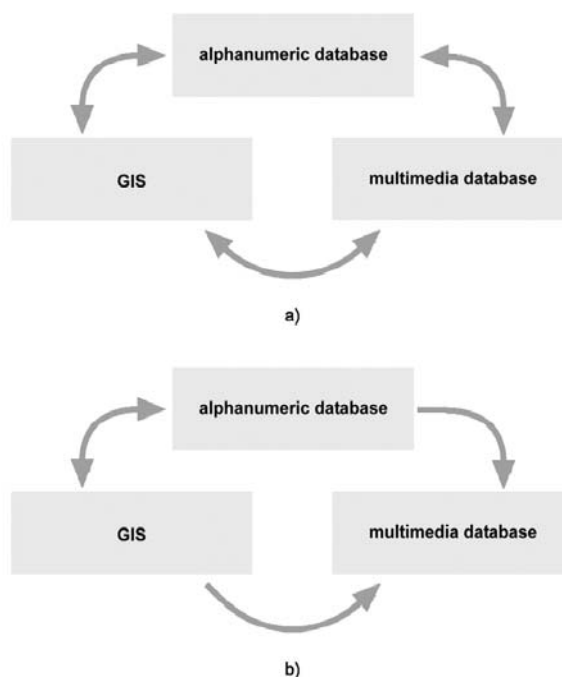 alphanumeric database
GIS
multimedia database
a)
alphanumeric database
GIS
multimedia database
b)